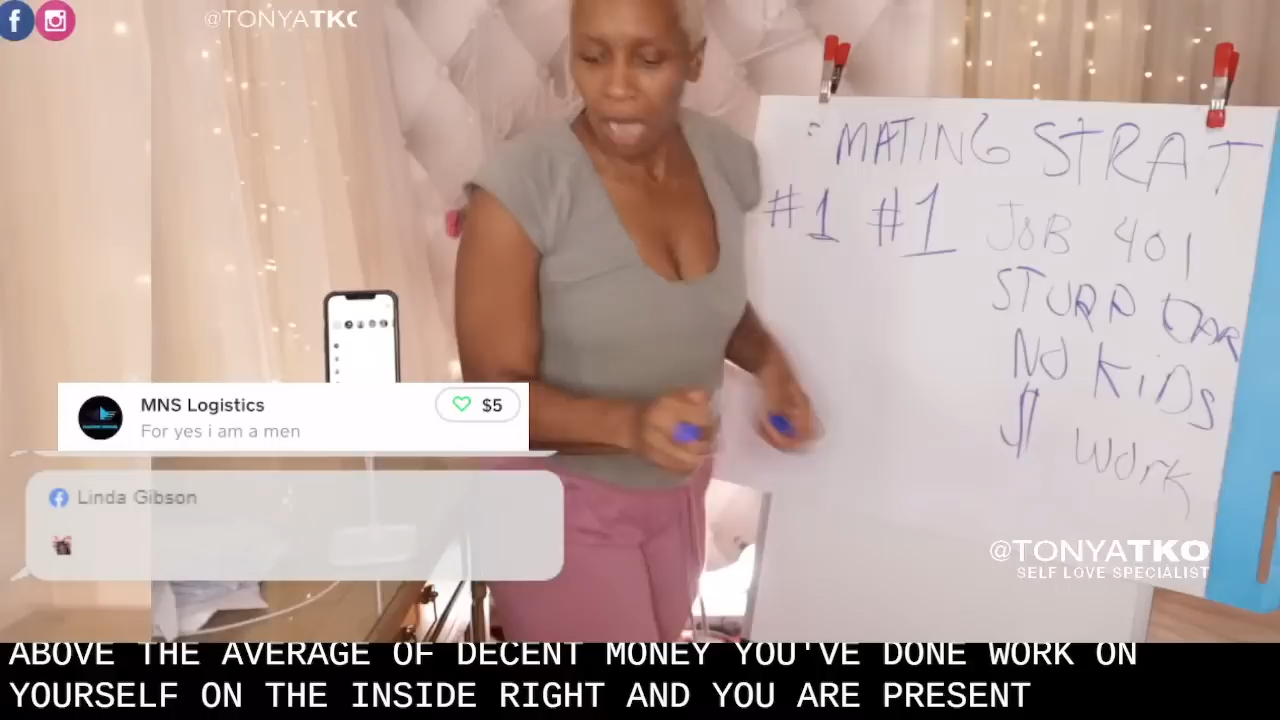 @TONYATKO
: MATING STRAT
#1 #1 JOB 401
STURD CAR
NO KIDS
$ WORK
MNS Logistics
$5
For yes i am a men
Linda Gibson
@TONYATKO
SELF LOVE SPECIALIST
ABOVE THE AVERAGE OF DECENT MONEY YOU'VE DONE WORK ON
YOURSELF ON THE INSIDE RIGHT AND YOU ARE PRESENT